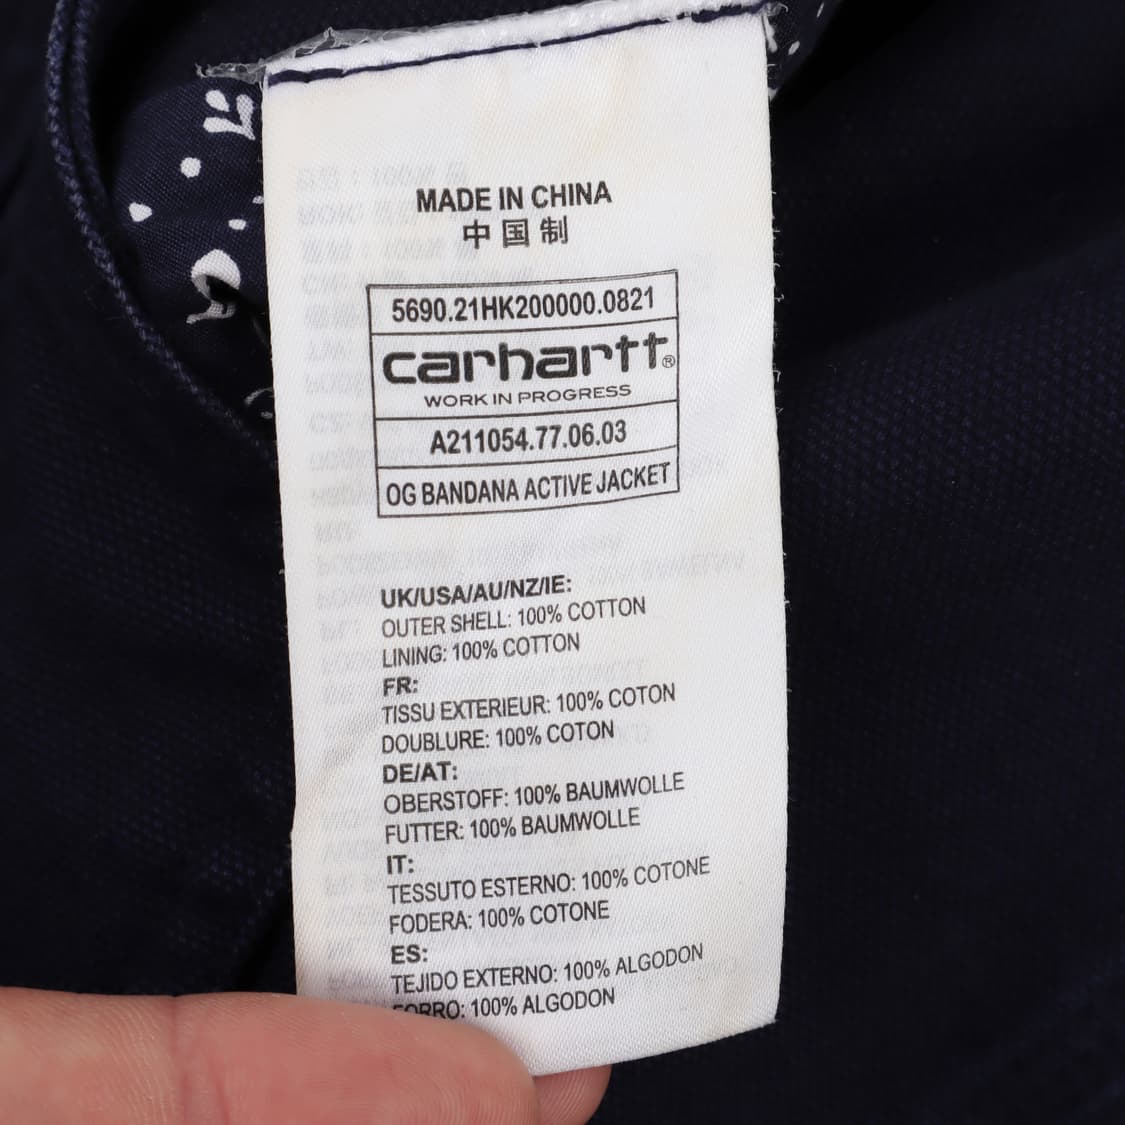 MADE IN CHINA
中国制
5690.21HK200000.0821
carhartt®
WORK IN PROGRESS
A211054.77.06.03
OG BANDANA ACTIVE JACKET
UK/USA/AU/NZ/IE:
OUTER SHELL: 100% COTTON
LINING: 100% COTTON
FR:
TISSU EXTERIEUR: 100% COTON
DOUBLURE: 100% COTON
DE/AT:
OBERSTOFF: 100% BAUMWOLLE
FUTTER: 100% BAUMWOLLE
IT:
TESSUTO ESTERNO: 100% COTONE
FODERA: 100% COTONE
ES:
TEJIDO EXTERNO: 100% ALGODON
FORRO: 100% ALGODON